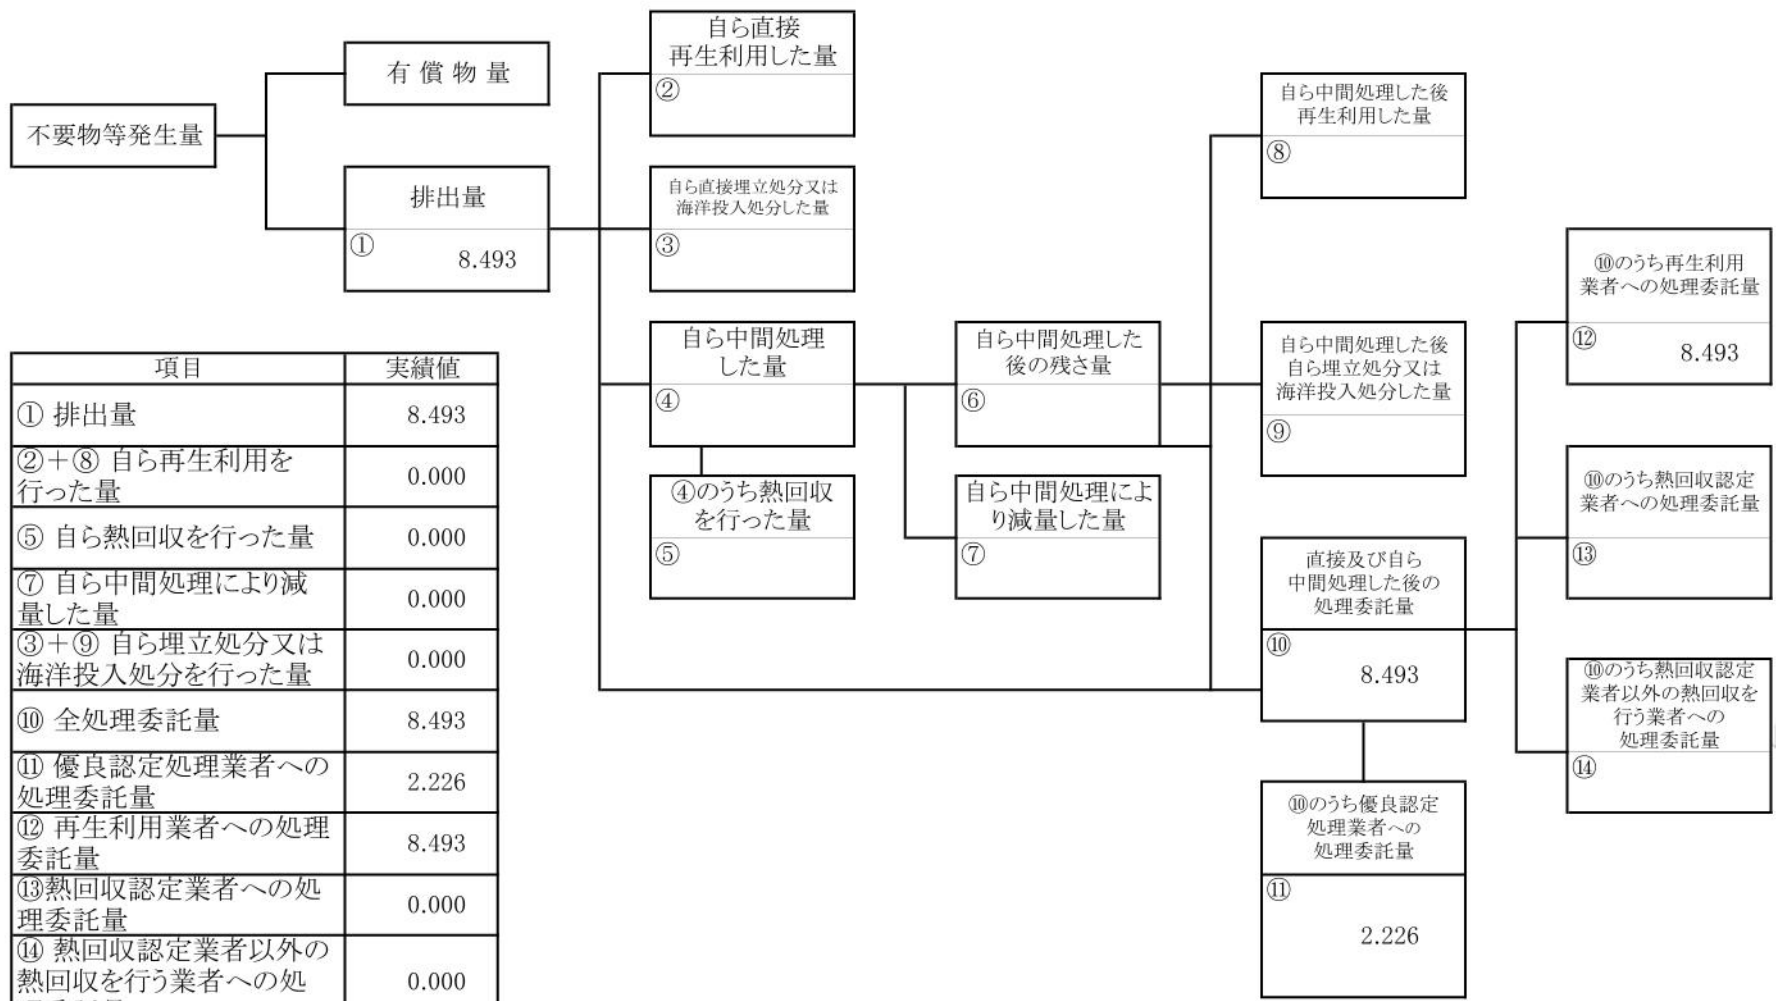 不要物等発生量
有 償 物 量
排出量
①
8.493
自ら直接
再生利用した量
②
自ら直接埋立処分又は
海洋投入処分した量
③
自ら中間処理
した量
④
④のうち熱回収
を行った量
⑤
自ら中間処理した
後の残さ量
⑥
自ら中間処理によ
り減量した量
⑦
自ら中間処理した後
再生利用した量
⑧
自ら中間処理した後
自ら埋立処分又は
海洋投入処分した量
⑨
直接及び自ら
中間処理した後の
処理委託量
⑩
8.493
⑩のうち優良認定
処理業者への
処理委託量
⑪
2.226
⑩のうち再生利用
業者への処理委託量
⑫
8.493
⑩のうち熱回収認定
業者への処理委託量
⑬
⑩のうち熱回収認定
業者以外の熱回収を
行う業者への
処理委託量
⑭
項目 実績値
① 排出量 8.493
②＋⑧ 自ら再生利用を
行った量 0.000
⑤ 自ら熱回収を行った量 0.000
⑦ 自ら中間処理により減
量した量 0.000
③＋⑨ 自ら埋立処分又は
海洋投入処分を行った量 0.000
⑩ 全処理委託量 8.493
⑪ 優良認定処理業者への
処理委託量 2.226
⑫ 再生利用業者への処理
委託量 8.493
⑬熱回収認定業者への処
理委託量 0.000
⑭ 熱回収認定業者以外の
熱回収を行う業者への処 0.000